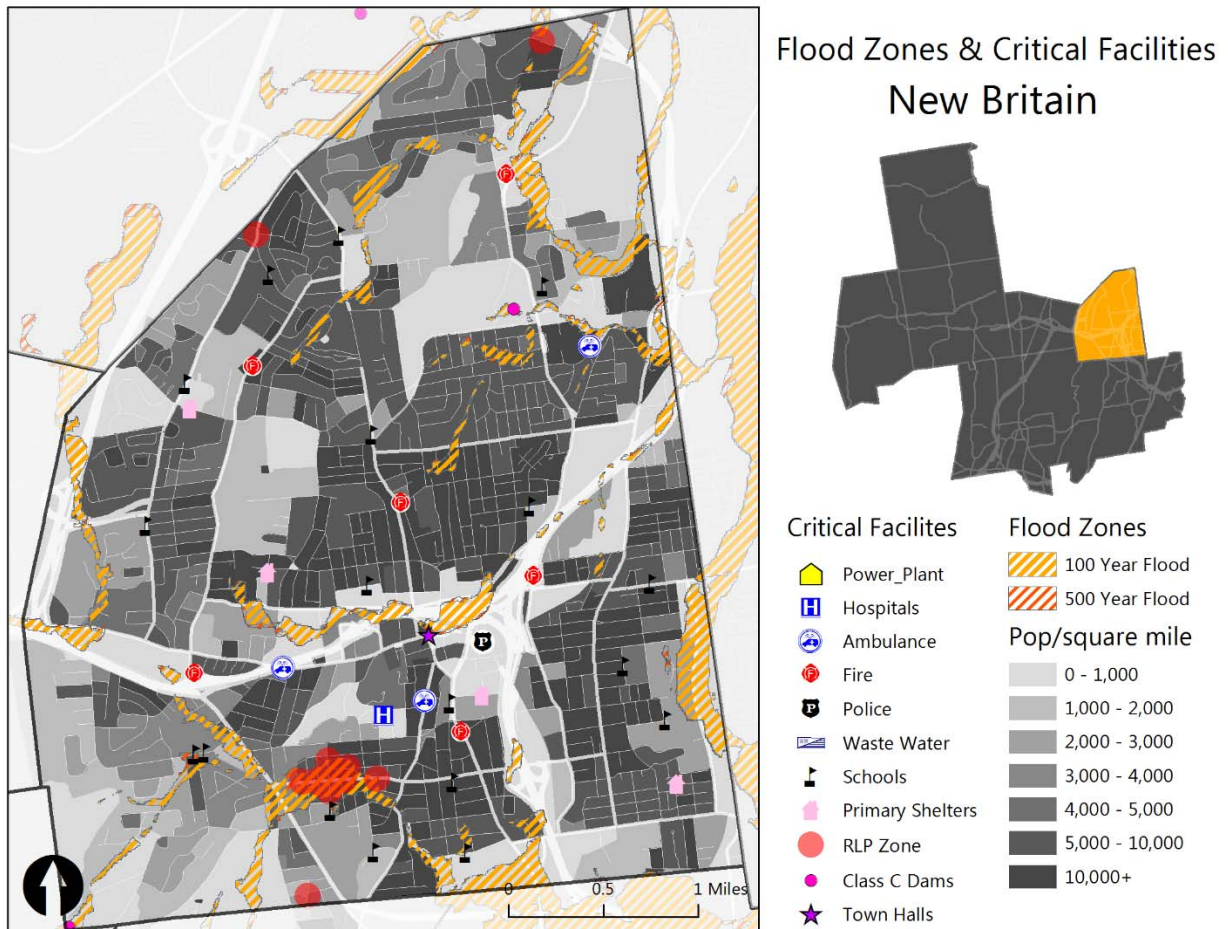 Flood Zones & Critical Facilities
New Britain
Critical Facilites
Power_Plant
H Hospitals
Ambulance
F Fire
P Police
Waste Water
Schools
Primary Shelters
RLP Zone
Class C Dams
Town Halls
Flood Zones
100 Year Flood
500 Year Flood
Pop/square mile
0 - 1,000
1,000 - 2,000
2,000 - 3,000
3,000 - 4,000
4,000 - 5,000
5,000 - 10,000
10,000+
F
F
F
F
P
F
H
F
0 0.5 1 Miles